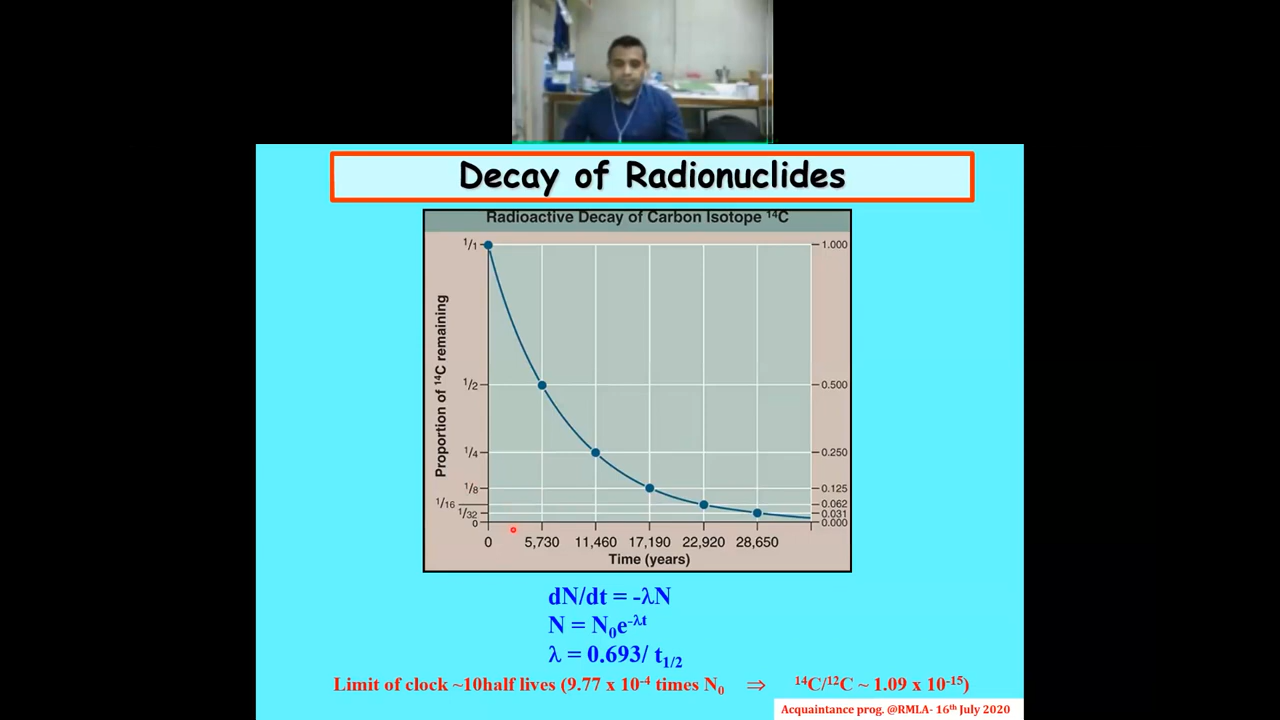 Decay of Radionuclides
Radioactive Decay of Carbon Isotope ¹⁴C
Proportion of ¹⁴C remaining
1/1
1/2
1/4
1/8
1/16
1/32
0
1.000
0.500
0.250
0.125
0.062
0.031
0.000
0 5,730 11,460 17,190 22,920 28,650
Time (years)
dN/dt = -λN
N = N₀e^-λt
λ = 0.693/ t₁/₂
Limit of clock ~10half lives (9.77 x 10⁻⁴ times N₀ ⇒ ¹⁴C/¹²C ~ 1.09 x 10⁻¹⁵)
Acquaintance prog. @RMLA- 16th July 2020